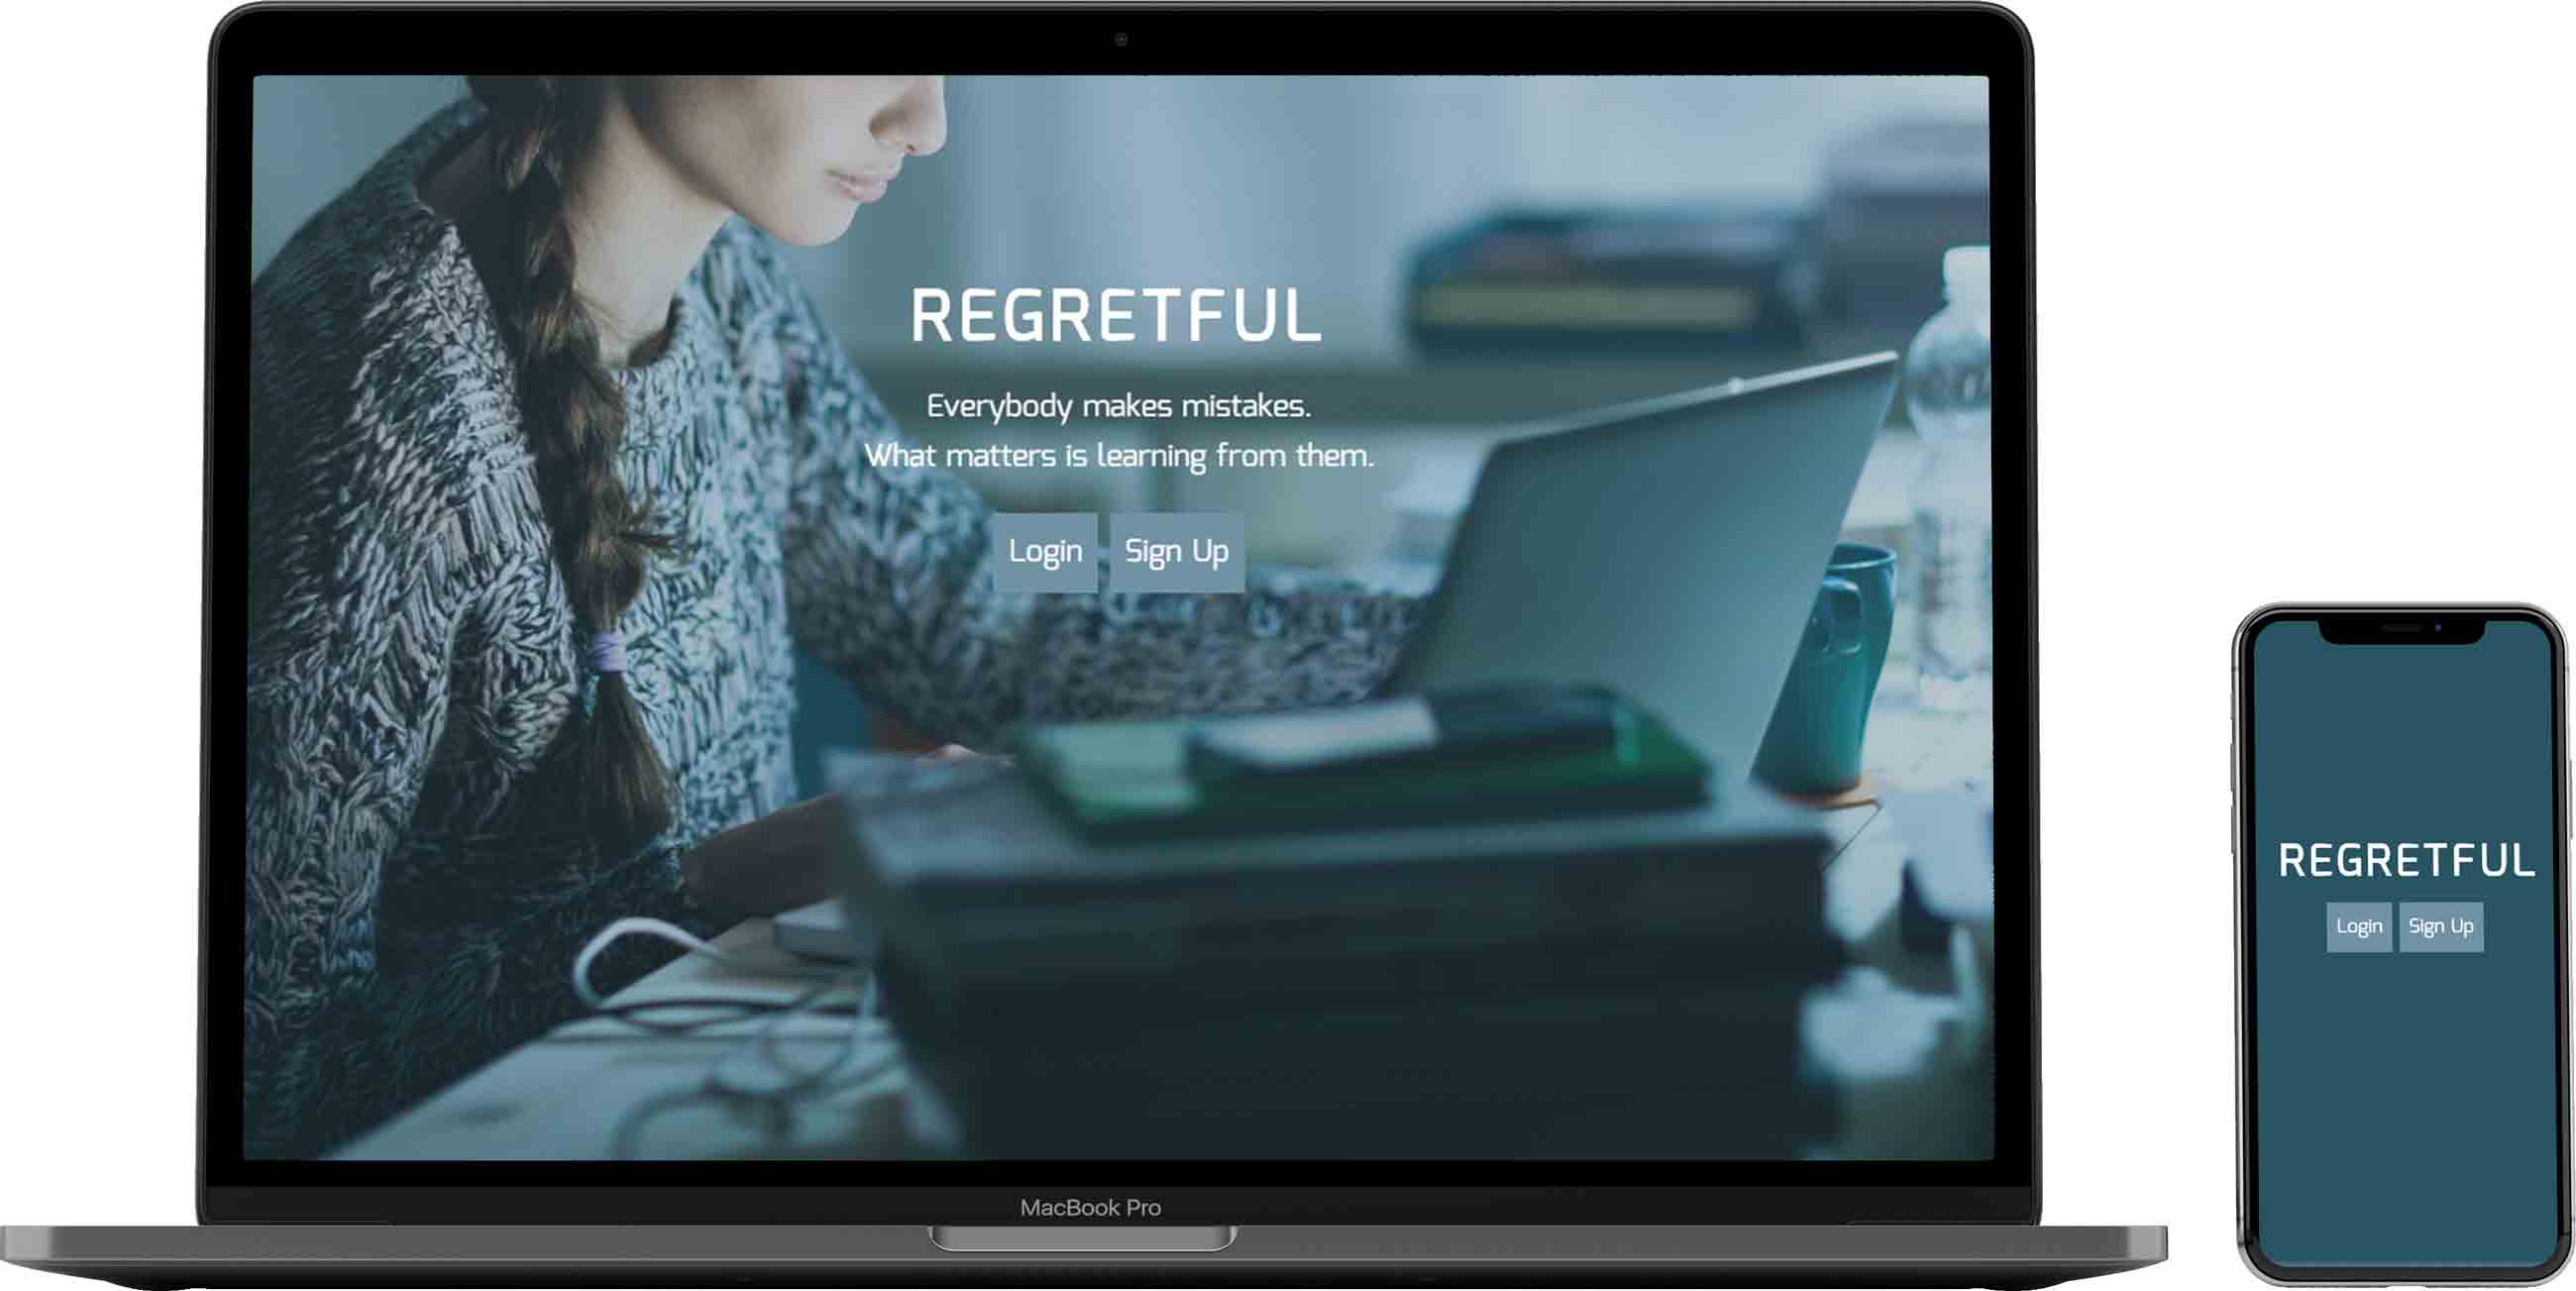 REGRETFUL
Everybody makes mistakes.
What matters is learning from them.
Login Sign Up
MacBook Pro
REGRETFUL
Login Sign Up